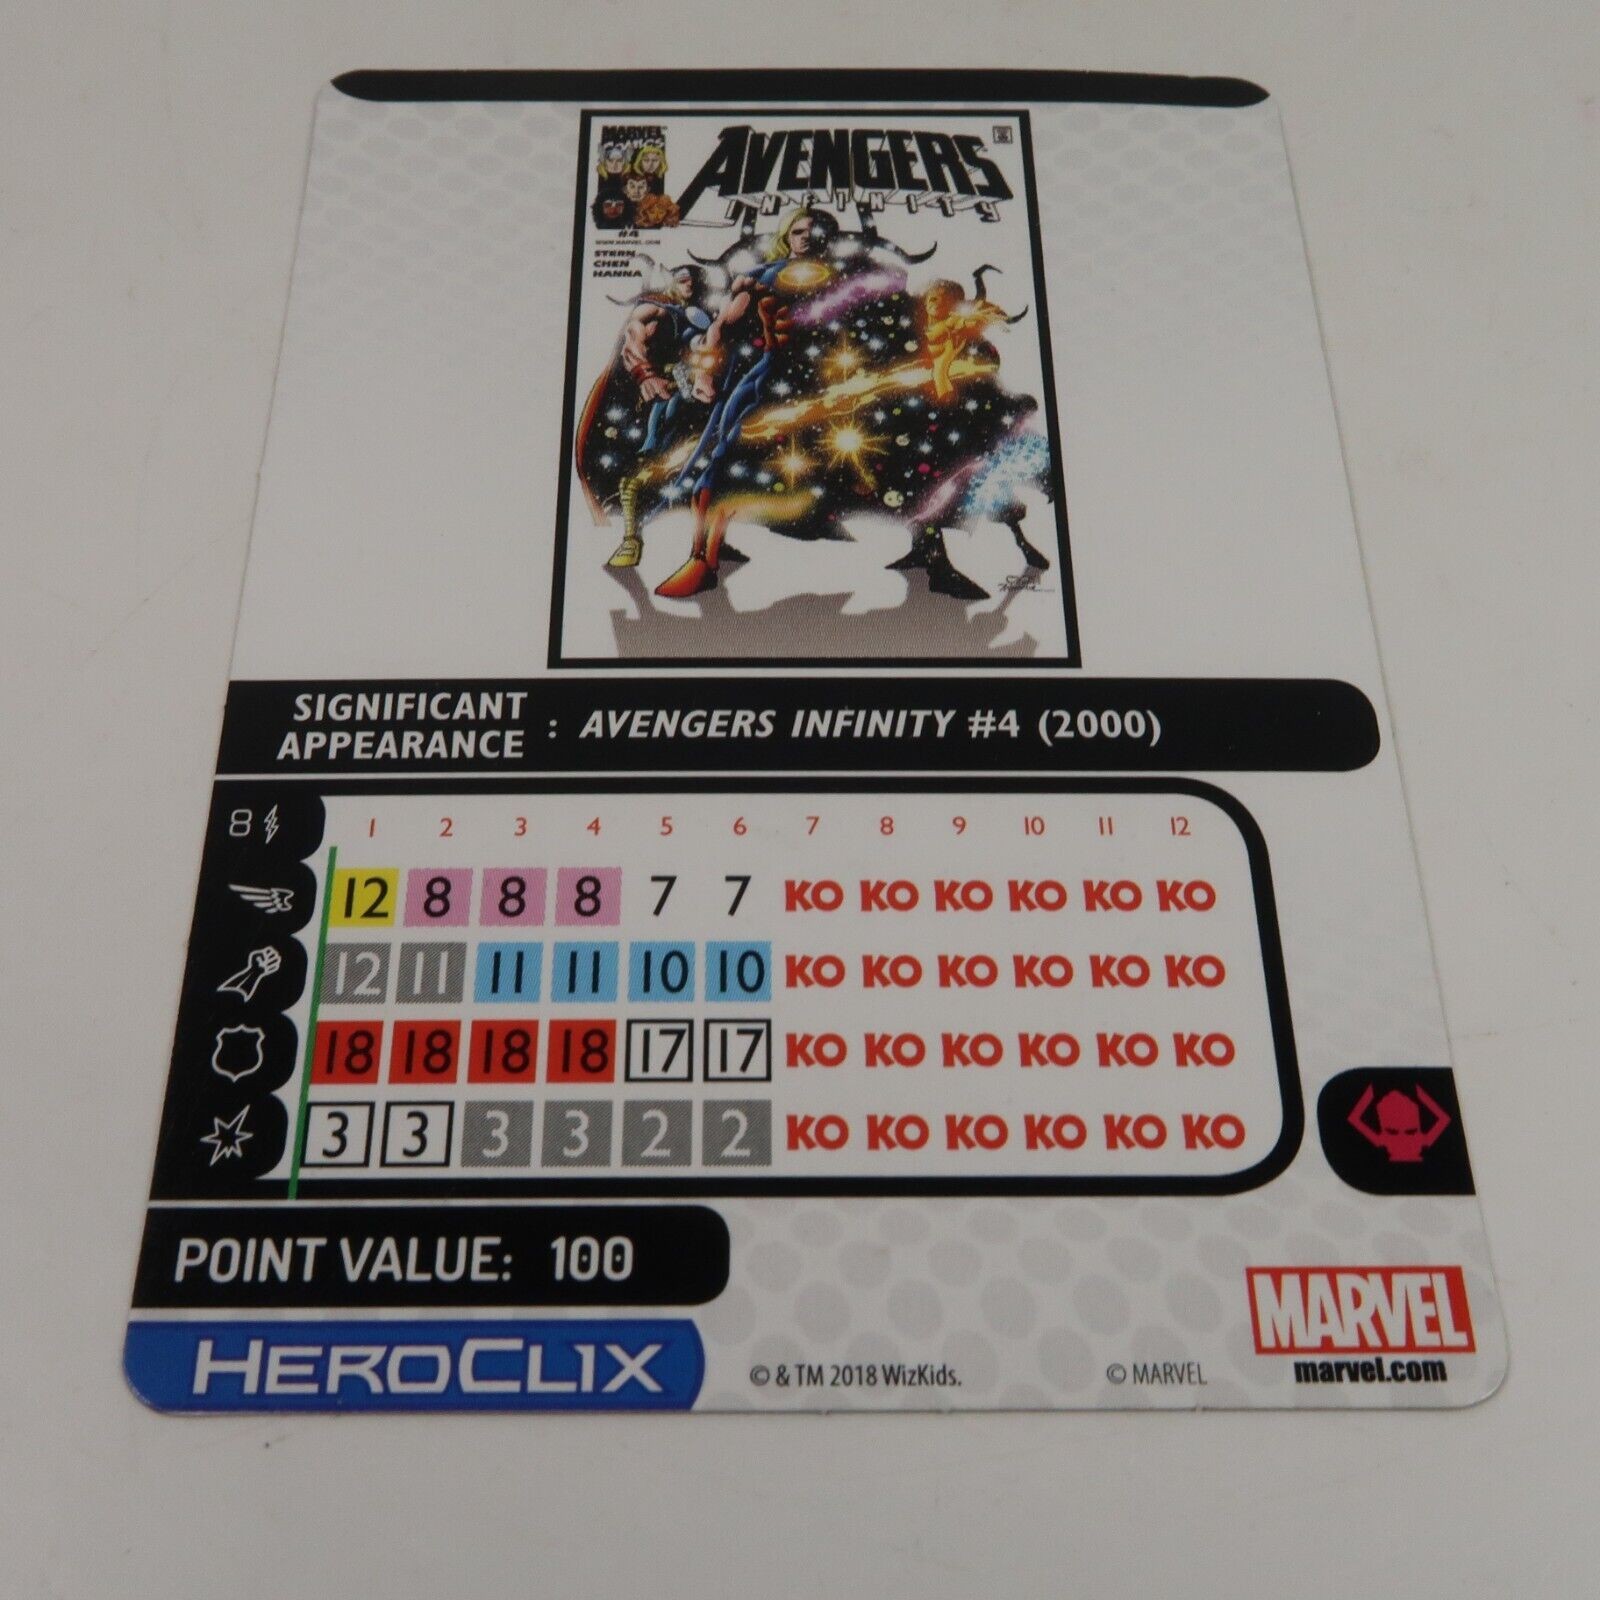 MARVEL
COMICS
AVENGERS
INFINITY
#4
WWW.MARVEL.COM
STERN
CHEN
HANNA
SIGNIFICANT
APPEARANCE : AVENGERS INFINITY #4 (2000)
8 1 2 3 4 5 6 7 8 9 10 11 12
12 8 8 8 7 7 KO KO KO KO KO KO
12 11 11 11 10 10 KO KO KO KO KO KO
18 18 18 18 17 17 KO KO KO KO KO KO
3 3 3 3 2 2 KO KO KO KO KO KO
POINT VALUE: 100
MARVEL
marvel.com
HEROCLIX
© & TM 2018 WizKids.
© MARVEL